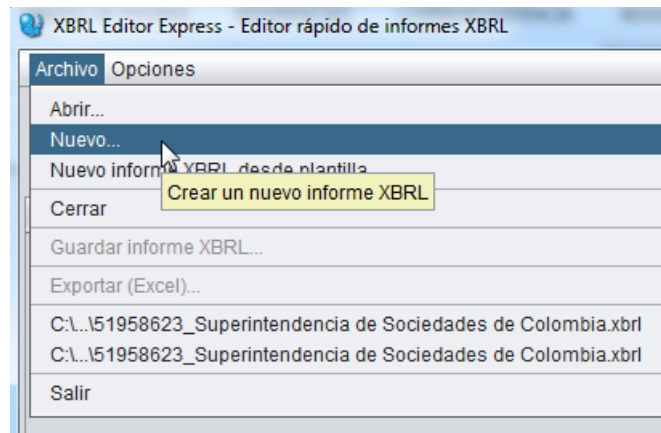 XBRL Editor Express - Editor rápido de informes XBRL
Archivo Opciones
Abrir...
Nuevo...
Nuevo informe XBRL desde plantilla
Crear un nuevo informe XBRL
Cerrar
Guardar informe XBRL...
Exportar (Excel)...
C:\...\51958623_Superintendencia de Sociedades de Colombia.xbrl
C:\...\51958623_Superintendencia de Sociedades de Colombia.xbrl
Salir